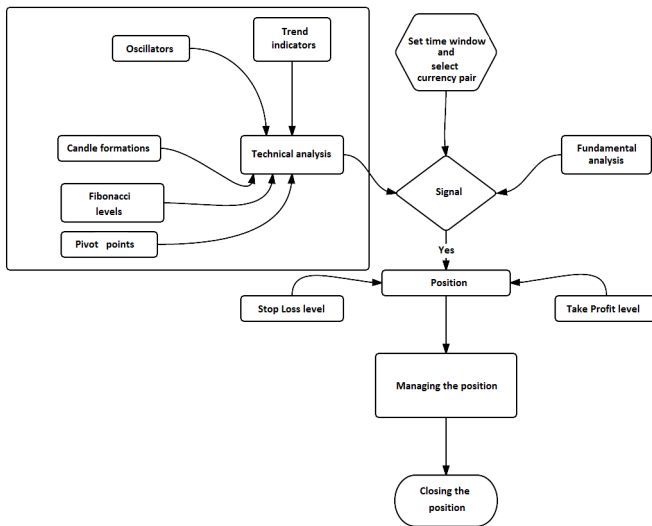 Trend
indicators
Oscillators
Set time window
and
select
currency pair
Candle formations
Technical analysis
Fundamental
analysis
Signal
Fibonacci
levels
Pivot points
Yes
Position
Stop Loss level
Take Profit level
Managing the position
Closing the
position